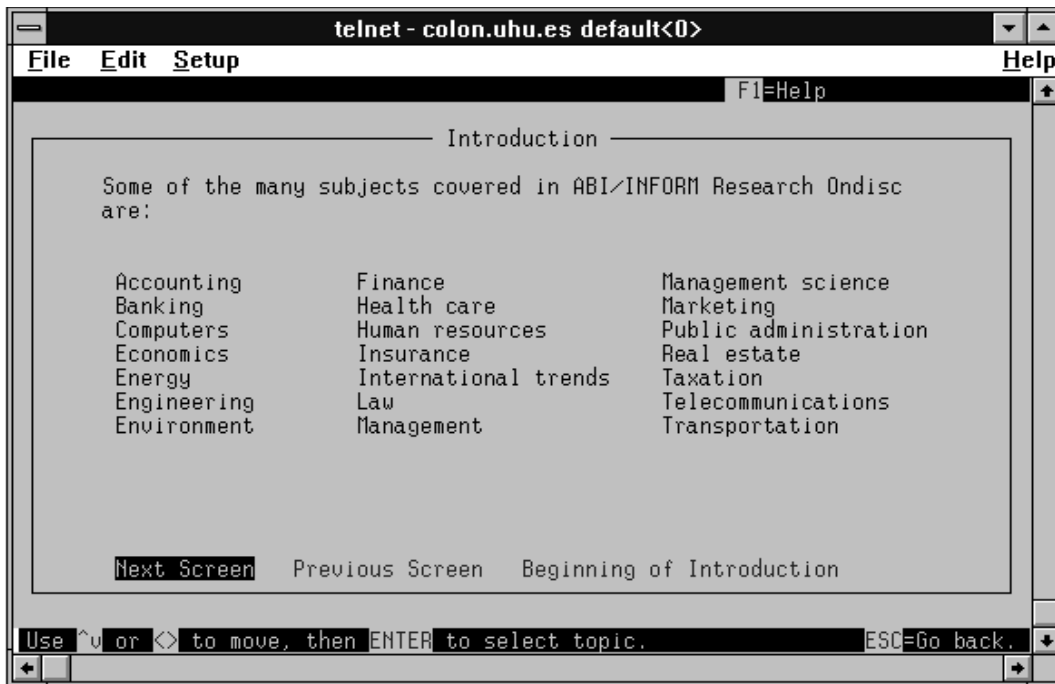 telnet - colon.uhu.es default<0>
File Edit Setup Help
F1=Help
Introduction
Some of the many subjects covered in ABI/INFORM Research Ondisc
are:
Accounting Finance Management science
Banking Health care Marketing
Computers Human resources Public administration
Economics Insurance Real estate
Energy International trends Taxation
Engineering Law Telecommunications
Environment Management Transportation
Next Screen Previous Screen Beginning of Introduction
Use ^v or <> to move, then ENTER to select topic. ESC=Go back.